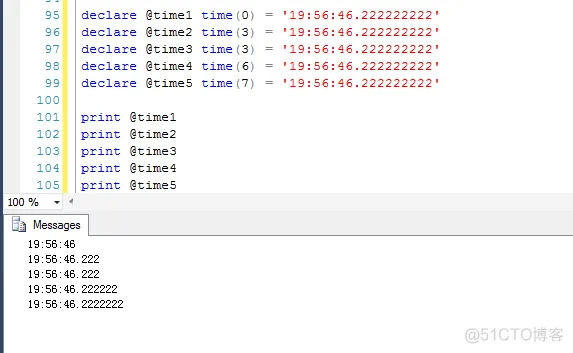 95 declare @time1 time(0) = '19:56:46.222222222'
96 declare @time2 time(3) = '19:56:46.222222222'
97 declare @time3 time(3) = '19:56:46.222222222'
98 declare @time4 time(6) = '19:56:46.222222222'
99 declare @time5 time(7) = '19:56:46.222222222'
100
101 print @time1
102 print @time2
103 print @time3
104 print @time4
105 print @time5
100 %
Messages
19:56:46
19:56:46.222
19:56:46.222
19:56:46.222222
19:56:46.2222222
@51CTO博客